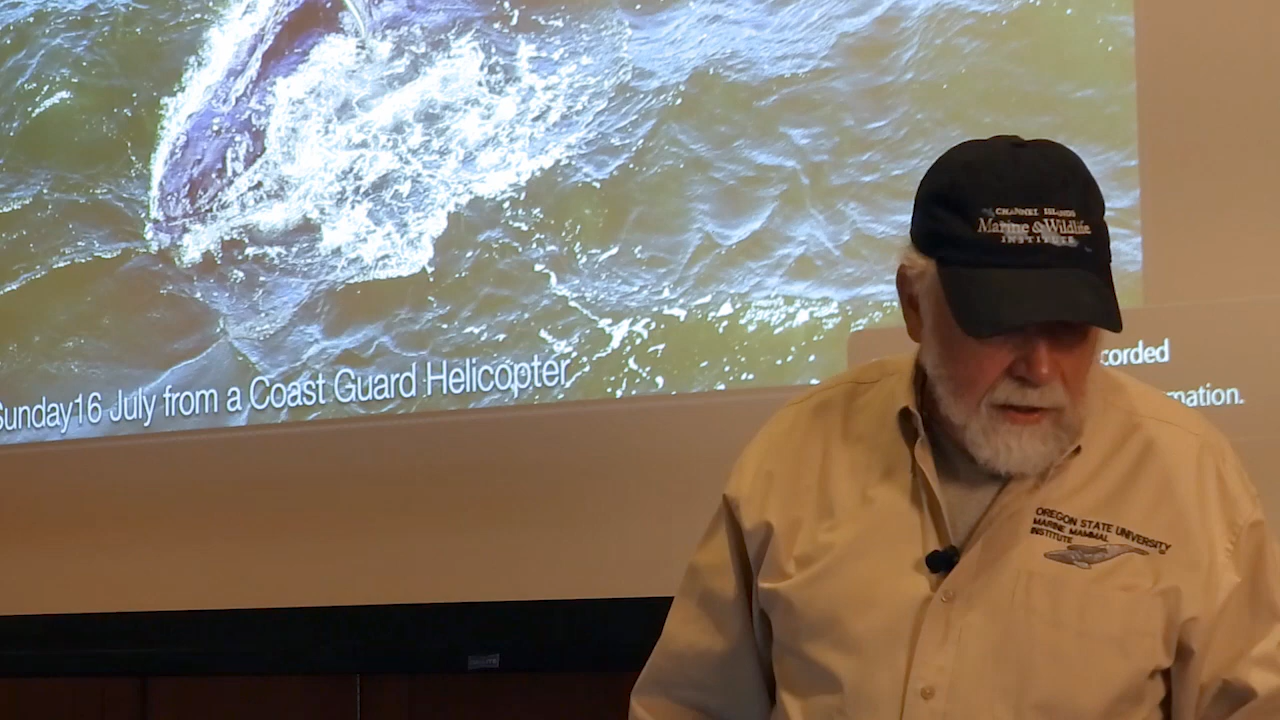 CHANNEL ISLANDS
Marine & Wildlife
INSTITUTE
corded
mation.
Sunday16 July from a Coast Guard Helicopter
OREGON STATE UNIVERSITY
MARINE MAMMAL
INSTITUTE